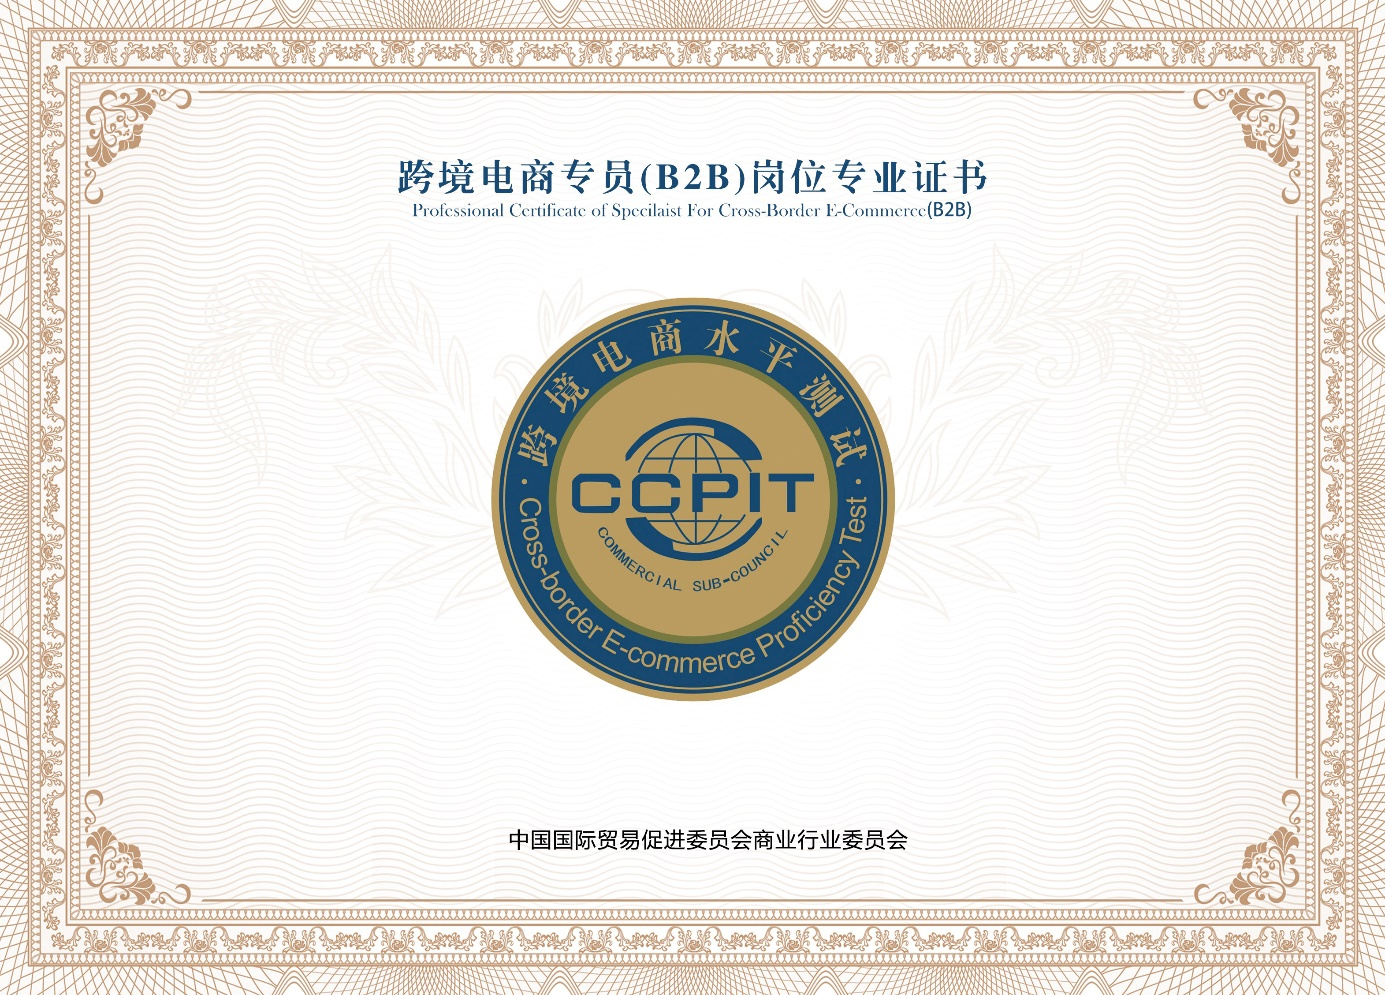 跨境电商专员(B2B)岗位专业证书
Professional Certificate of Specilaist For Cross-Border E-Commerce(B2B)
·跨境电商水平测试·
CCPIT
COMMERCIAL SUB-COUNCIL
Cross-border E-commerce Proficiency Test
中国国际贸易促进委员会商业行业委员会